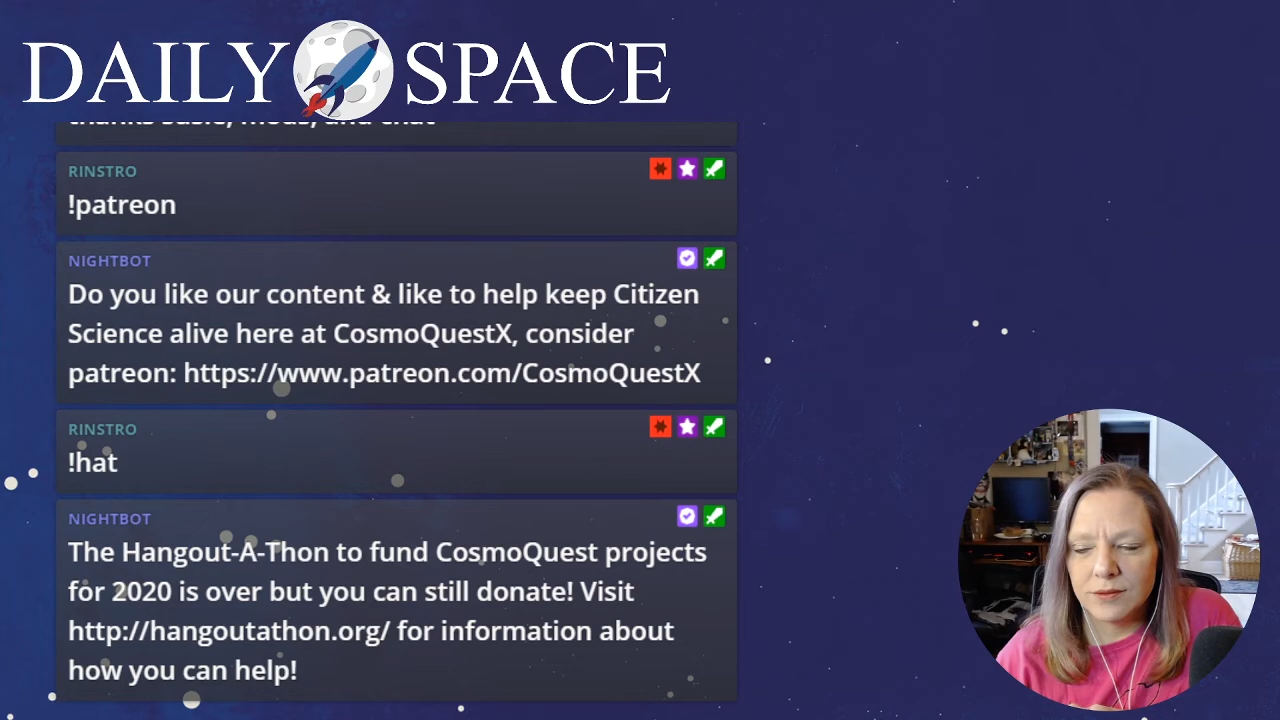 DAILY SPACE
RINSTRO
!patreon
NIGHTBOT
Do you like our content & like to help keep Citizen
Science alive here at CosmoQuestX, consider
patreon: https://www.patreon.com/CosmoQuestX
RINSTRO
!hat
NIGHTBOT
The Hangout-A-Thon to fund CosmoQuest projects
for 2020 is over but you can still donate! Visit
http://hangoutathon.org/ for information about
how you can help!